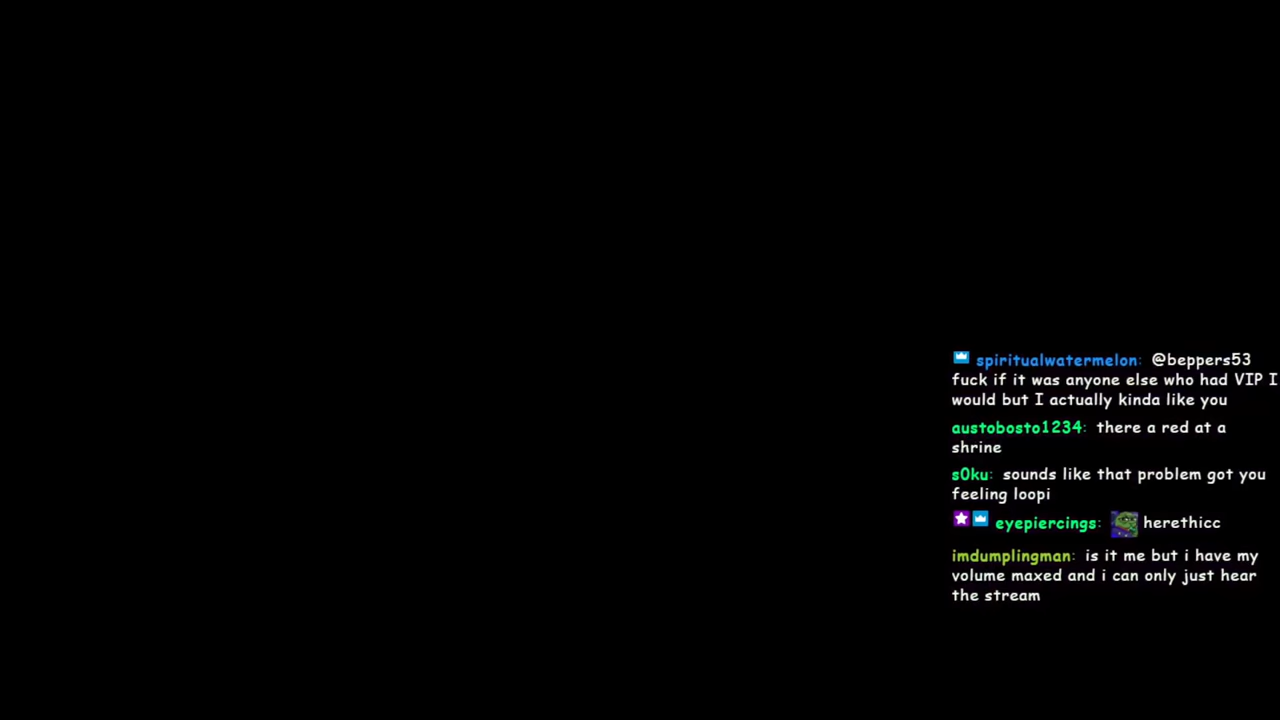 spiritualwatermelon: @beppers53
fuck if it was anyone else who had VIP I
would but I actually kinda like you
austobosto1234: there a red at a
shrine
s0ku: sounds like that problem got you
feeling loopi
eyepiercings: herethicc
imdumplingman: is it me but i have my
volume maxed and i can only just hear
the stream